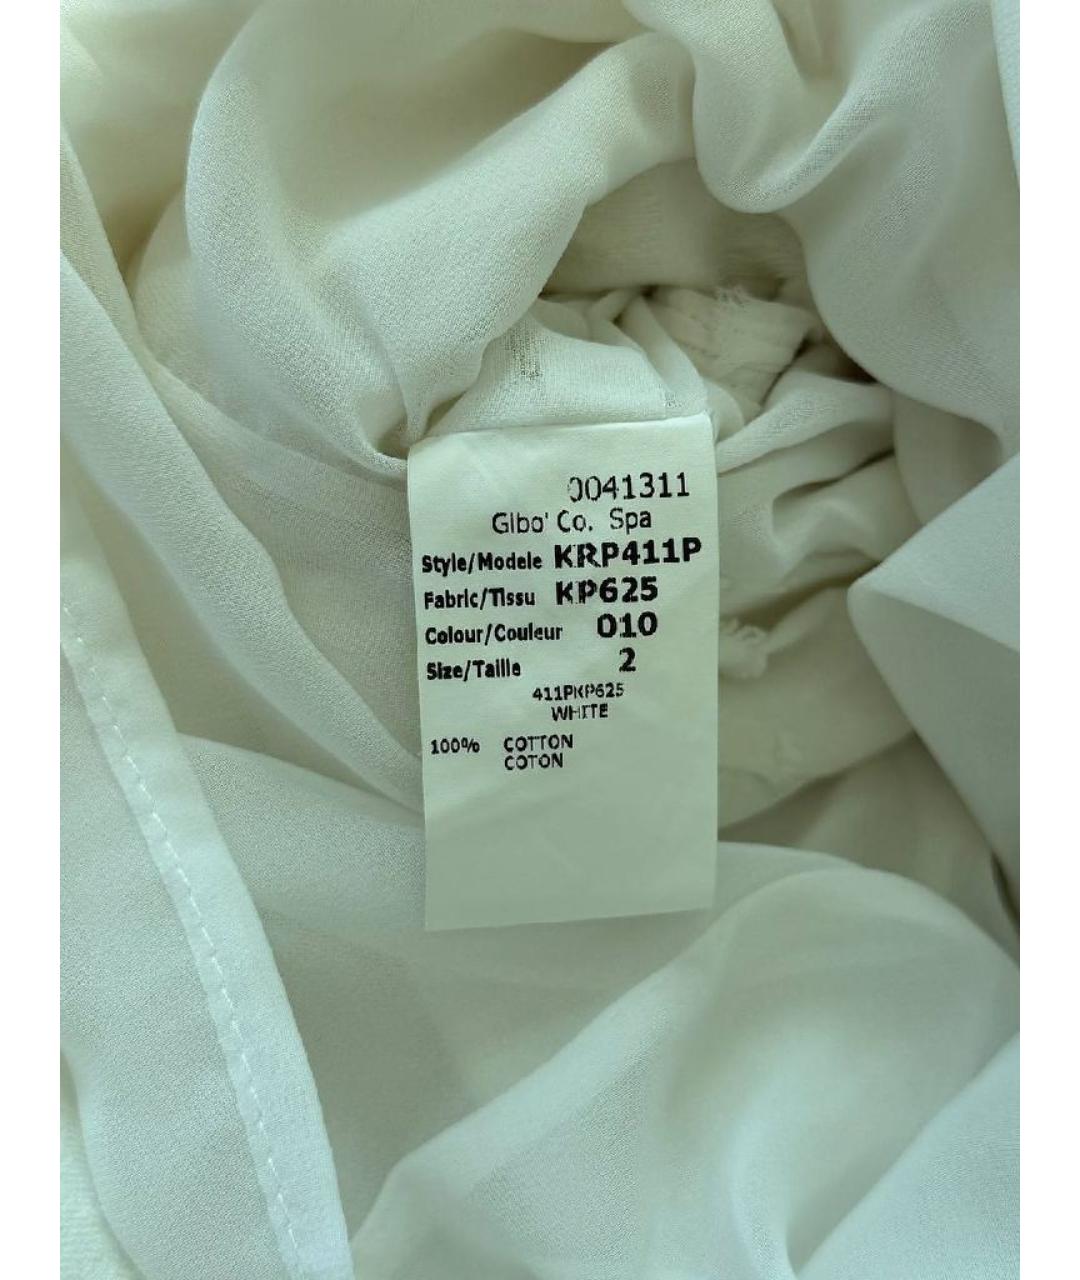 0041311
Gibo' Co. Spa
Style/Modele KRP411P
Fabric/Tissu KP625
Colour/Couleur 010
Size/Taille 2
411PKP625
WHITE
100% COTTON
COTON